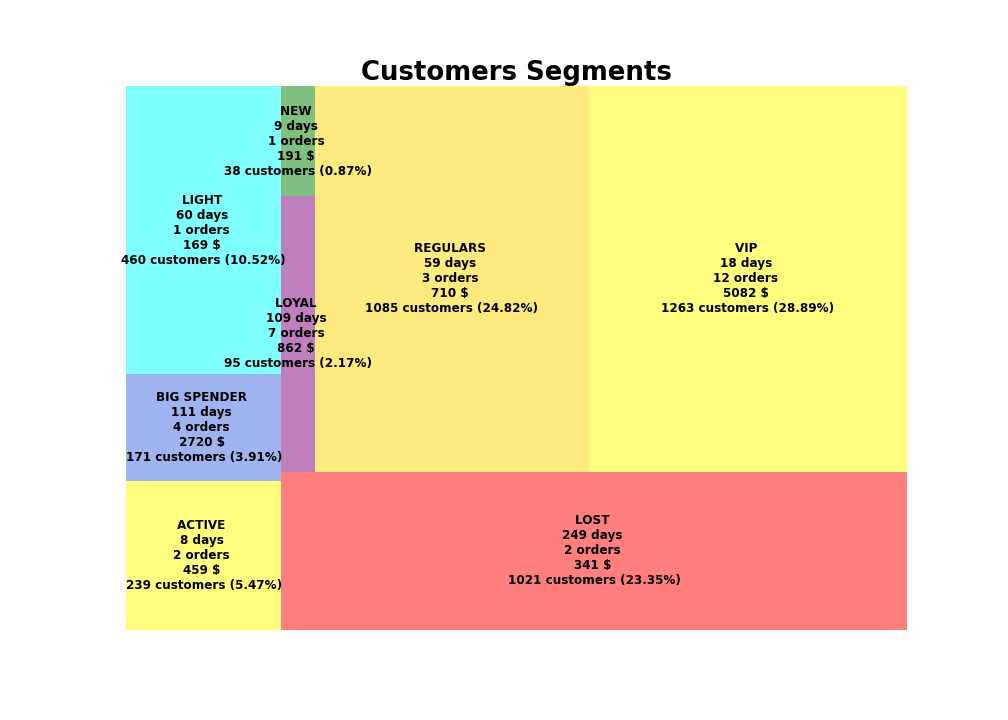 Customers Segments
NEW
9 days
1 orders
191 $
38 customers (0.87%)
LIGHT
60 days
1 orders
169 $
460 customers (10.52%)
REGULARS
59 days
3 orders
710 $
1085 customers (24.82%)
VIP
18 days
12 orders
5082 $
1263 customers (28.89%)
LOYAL
109 days
7 orders
862 $
95 customers (2.17%)
BIG SPENDER
111 days
4 orders
2720 $
171 customers (3.91%)
ACTIVE
8 days
2 orders
459 $
239 customers (5.47%)
LOST
249 days
2 orders
341 $
1021 customers (23.35%)